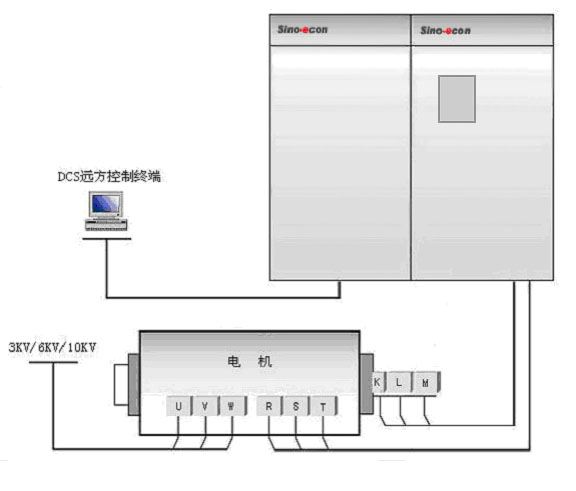 Sino-econ
Sino-econ
DCS远方控制终端
3KV/6KV/10KV
电 机
K L M
U V W R S T